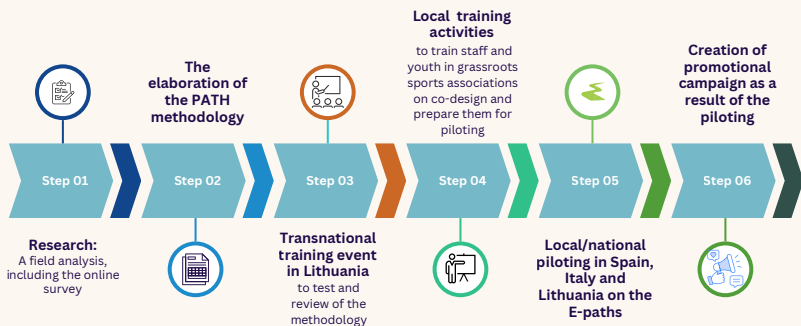 Local training
activities
to train staff and
youth in grassroots
sports associations
on co-design and
prepare them for
piloting
The
elaboration of
the PATH
methodology
Creation of
promotional
campaign as a
result of the
piloting
Step 01
Step 02
Step 03
Step 04
Step 05
Step 06
Research:
A field analysis,
including the online
survey
Transnational
training event
in Lithuania
to test and
review of the
methodology
Local/national
piloting in Spain,
Italy and
Lithuania on the
E-paths